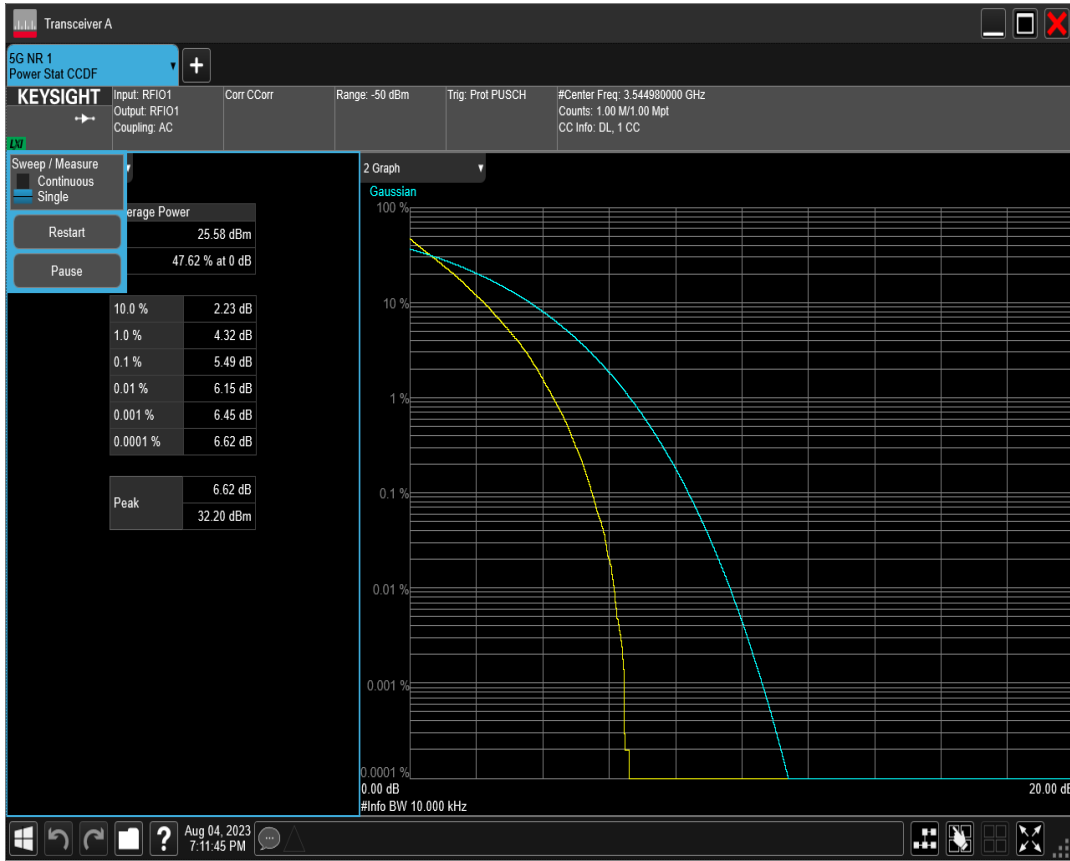 Transceiver A
5G NR 1
Power Stat CCDF
+
KEYSIGHT
LXI
Input: RFIO1
Output: RFIO1
Coupling: AC
Corr CCorr
Range: -50 dBm
Trig: Prot PUSCH
#Center Freq: 3.544980000 GHz
Counts: 1.00 M/1.00 Mpt
CC Info: DL, 1 CC
Sweep / Measure
Continuous
Single
Restart
Pause
erage Power
25.58 dBm
47.62 % at 0 dB
10.0 % 2.23 dB
1.0 % 4.32 dB
0.1 % 5.49 dB
0.01 % 6.15 dB
0.001 % 6.45 dB
0.0001 % 6.62 dB
Peak 6.62 dB
32.20 dBm
2 Graph
Gaussian
100 %
10 %
1 %
0.1 %
0.01 %
0.001 %
0.0001 %
0.00 dB 20.00 dB
#Info BW 10.000 kHz
? Aug 04, 2023
7:11:45 PM